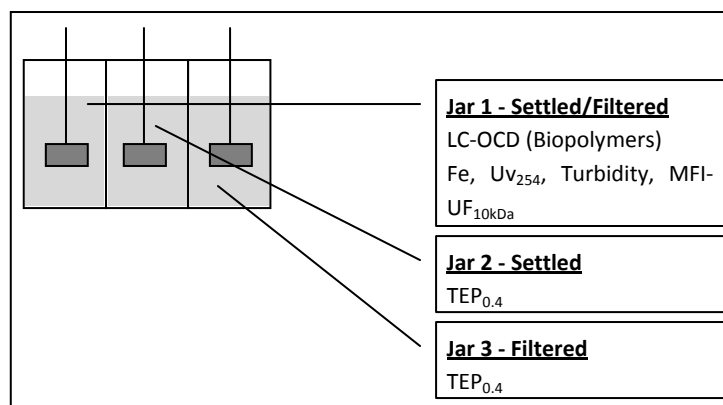 Jar 1 - Settled/Filtered
LC-OCD (Biopolymers)
Fe, Uv₂₅₄, Turbidity, MFI-
UF₁₀ₖDₐ
Jar 2 - Settled
TEP₀.₄
Jar 3 - Filtered
TEP₀.₄